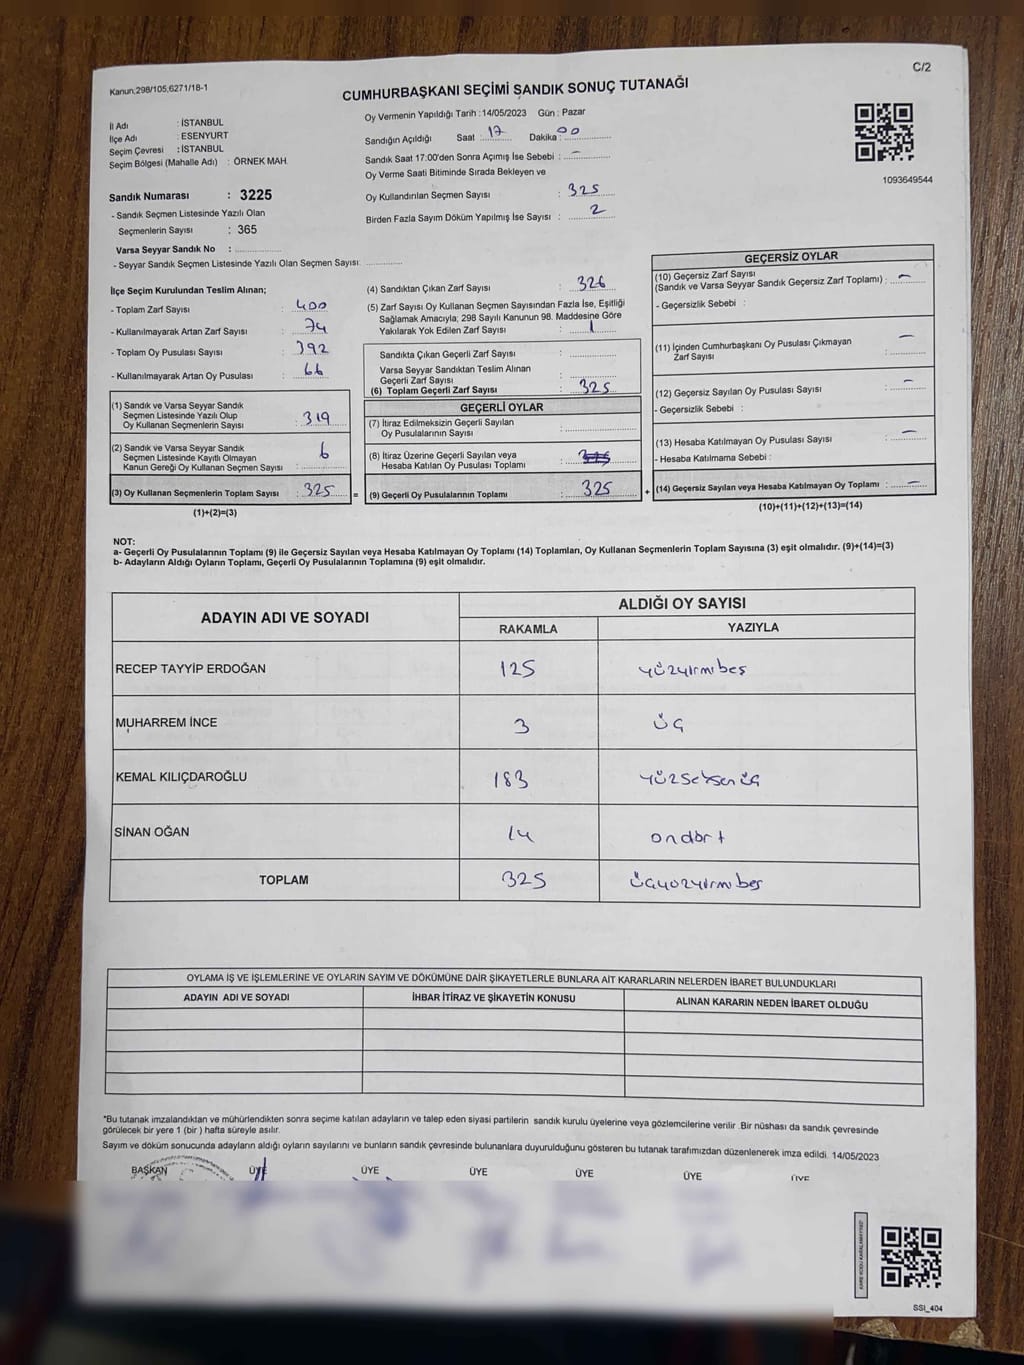 C/2
Kanun;298/105,6271/18-1
CUMHURBAŞKANI SEÇİMİ SANDIK SONUÇ TUTANAĞI
İl Adı : İSTANBUL
İlçe Adı : ESENYURT
Seçim Çevresi : İSTANBUL
Seçim Bölgesi (Mahalle Adı) : ÖRNEK MAH.
Sandık Numarası : 3225
- Sandık Seçmen Listesinde Yazılı Olan
Seçmenlerin Sayısı : 365
Varsa Seyyar Sandık No :
- Seyyar Sandık Seçmen Listesinde Yazılı Olan Seçmen Sayısı:
Oy Vermenin Yapıldığı Tarih : 14/05/2023 Gün : Pazar
Sandığın Açıldığı Saat : 17 Dakika : 00
Sandık Saat 17:00'den Sonra Açımış İse Sebebi : -
Oy Verme Saati Bitiminde Sırada Bekleyen ve
Oy Kullandırılan Seçmen Sayısı : 325
Birden Fazla Sayım Döküm Yapılmış İse Sayısı : 2
1093649544
İlçe Seçim Kurulundan Teslim Alınan;
- Toplam Zarf Sayısı : 400
- Kullanılmayarak Artan Zarf Sayısı : 74
- Toplam Oy Pusulası Sayısı : 392
- Kullanılmayarak Artan Oy Pusulası : 66
(1) Sandık ve Varsa Seyyar Sandık
Seçmen Listesinde Yazılı Olup
Oy Kullanan Seçmenlerin Sayısı : 319
(2) Sandık ve Varsa Seyyar Sandık
Seçmen Listesinde Kayıtlı Olmayan
Kanun Gereği Oy Kullanan Seçmen Sayısı : 6
(3) Oy Kullanan Seçmenlerin Toplam Sayısı : 325
(1)+(2)=(3)
=
(4) Sandıktan Çıkan Zarf Sayısı : 326
(5) Zarf Sayısı Oy Kullanan Seçmen Sayısından Fazla İse, Eşitliği
Sağlamak Amacıyla; 298 Sayılı Kanunun 98. Maddesine Göre
Yakılarak Yok Edilen Zarf Sayısı : 1
Sandıkta Çıkan Geçerli Zarf Sayısı :
Varsa Seyyar Sandıktan Teslim Alınan
Geçerli Zarf Sayısı :
(6) Toplam Geçerli Zarf Sayısı : 325
GEÇERLİ OYLAR
(7) İtiraz Edilmeksizin Geçerli Sayılan
Oy Pusulalarının Sayısı :
(8) İtiraz Üzerine Geçerli Sayılan veya
Hesaba Katılan Oy Pusulası Toplamı :
(9) Geçerli Oy Pusulalarının Toplamı : 325
+
GEÇERSİZ OYLAR
(10) Geçersiz Zarf Sayısı
(Sandık ve Varsa Seyyar Sandık Geçersiz Zarf Toplamı) : -
- Geçersizlik Sebebi :
(11) İçinden Cumhurbaşkanı Oy Pusulası Çıkmayan -
Zarf Sayısı
(12) Geçersiz Sayılan Oy Pusulası Sayısı : -
- Geçersizlik Sebebi :
(13) Hesaba Katılmayan Oy Pusulası Sayısı : -
- Hesaba Katılmama Sebebi :
(14) Geçersiz Sayılan veya Hesaba Katılmayan Oy Toplamı : -
(10)+(11)+(12)+(13)=(14)
NOT:
a- Geçerli Oy Pusulalarının Toplamı (9) ile Geçersiz Sayılan veya Hesaba Katılmayan Oy Toplamı (14) Toplamları, Oy Kullanan Seçmenlerin Toplam Sayısına (3) eşit olmalıdır. (9)+(14)=(3)
b- Adayların Aldığı Oyların Toplamı, Geçerli Oy Pusulalarının Toplamına (9) eşit olmalıdır.
ADAYIN ADI VE SOYADI ALDIĞI OY SAYISI
RAKAMLA YAZIYLA
RECEP TAYYİP ERDOĞAN 125 yüzyirmibeş
MUHARREM İNCE 3 üç
KEMAL KILIÇDAROĞLU 183 yüzseksenüç
SİNAN OĞAN 14 ondört
TOPLAM 325 üçyüzyirmibeş
OYLAMA İŞ VE İŞLEMLERİNE VE OYLARIN SAYIM VE DÖKÜMÜNE DAİR ŞİKAYETLERLE BUNLARA AİT KARARLARIN NELERDEN İBARET BULUNDUKLARI
ADAYIN ADI VE SOYADI İHBAR İTİRAZ VE ŞİKAYETİN KONUSU ALINAN KARARIN NEDEN İBARET OLDUĞU
*Bu tutanak imzalandıktan ve mühürlendikten sonra seçime katılan adayların ve talep eden siyasi partilerin sandık kurulu üyelerine veya gözlemcilerine verilir .Bir nüshası da sandık çevresinde
görülecek bir yere 1 (bir ) hafta süreyle asılır.
Sayım ve döküm sonucunda adayların aldığı oyların sayılarını ve bunların sandık çevresinde bulunanlara duyurulduğunu gösteren bu tutanak tarafımızdan düzenlenerek imza edildi. 14/05/2023
BAŞKAN ÜYE ÜYE ÜYE ÜYE ÜYE ÜYE
SSI_404